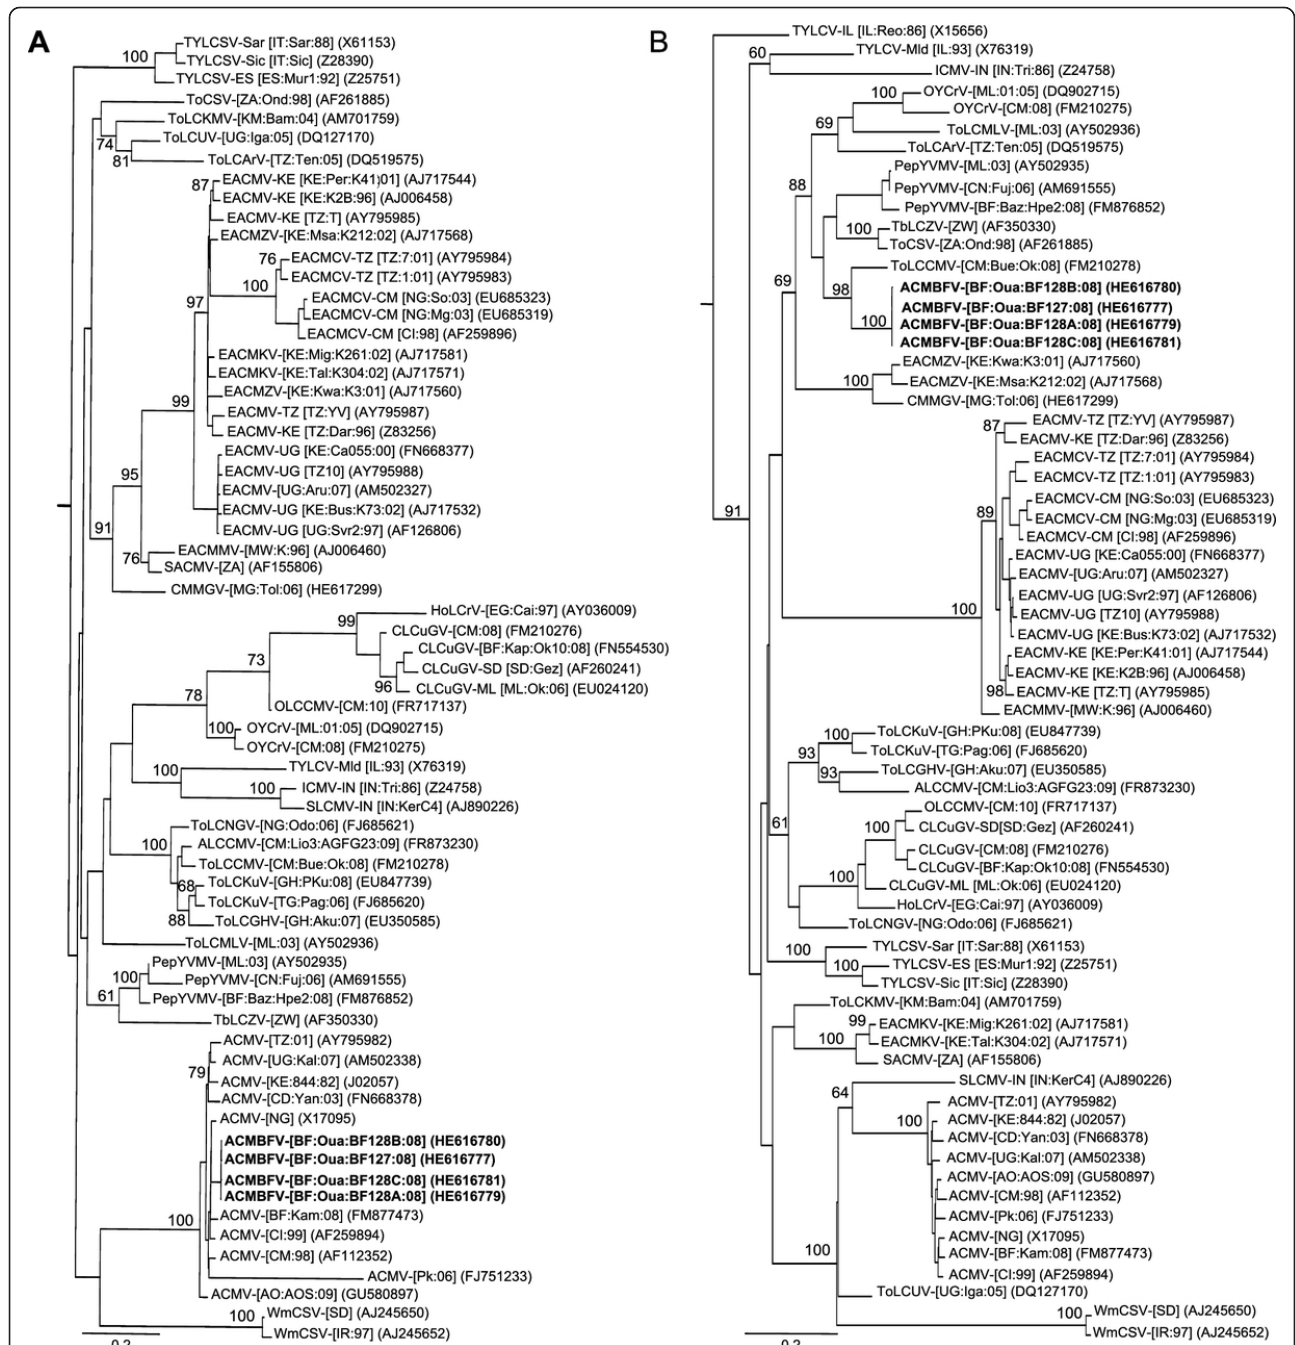 A
100
TYLCSV-Sar [IT:Sar:88] (X61153)
TYLCSV-Sic [IT:Sic] (Z28390)
TYLCSV-ES [ES:Mur1:92] (Z25751)
ToCSV-[ZA:Ond:98] (AF261885)
ToLCKMV-[KM:Bam:04] (AM701759)
74
ToLCUV-[UG:Iga:05] (DQ127170)
81
ToLCArV-[TZ:Ten:05] (DQ519575)
87
EACMV-KE [KE:Per:K41)01] (AJ717544)
EACMV-KE [KE:K2B:96] (AJ006458)
EACMV-KE [TZ:T] (AY795985)
EACMZV-[KE:Msa:K212:02] (AJ717568)
76
EACMCV-TZ [TZ:7:01] (AY795984)
100
EACMCV-TZ [TZ:1:01] (AY795983)
97
EACMCV-CM [NG:So:03] (EU685323)
EACMCV-CM [NG:Mg:03] (EU685319)
EACMCV-CM [CI:98] (AF259896)
EACMKV-[KE:Mig:K261:02] (AJ717581)
EACMKV-[KE:Tal:K304:02] (AJ717571)
99
EACMZV-[KE:Kwa:K3:01] (AJ717560)
EACMV-TZ [TZ:YV] (AY795987)
EACMV-KE [TZ:Dar:96] (Z83256)
EACMV-UG [KE:Ca055:00] (FN668377)
95
EACMV-UG [TZ10] (AY795988)
EACMV-[UG:Aru:07] (AM502327)
EACMV-UG [KE:Bus:K73:02] (AJ717532)
91
EACMV-UG [UG:Svr2:97] (AF126806)
76
EACMMV-[MW:K:96] (AJ006460)
SACMV-[ZA] (AF155806)
CMMGV-[MG:Tol:06] (HE617299)
99
HoLCrV-[EG:Cai:97] (AY036009)
CLCuGV-[CM:08] (FM210276)
CLCuGV-[BF:Kap:Ok10:08] (FN554530)
73
CLCuGV-SD [SD:Gez] (AF260241)
96
CLCuGV-ML [ML:Ok:06] (EU024120)
78
OLCCMV-[CM:10] (FR717137)
100
OYCrV-[ML:01:05] (DQ902715)
OYCrV-[CM:08] (FM210275)
100
TYLCV-Mld [IL:93] (X76319)
100
ICMV-IN [IN:Tri:86] (Z24758)
SLCMV-IN [IN:KerC4] (AJ890226)
ToLCNGV-[NG:Odo:06] (FJ685621)
100
ALCCMV-[CM:Lio3:AGFG23:09] (FR873230)
ToLCCMV-[CM:Bue:Ok:08] (FM210278)
68
ToLCKuV-[GH:PKu:08] (EU847739)
ToLCKuV-[TG:Pag:06] (FJ685620)
88
ToLCGHV-[GH:Aku:07] (EU350585)
ToLCMLV-[ML:03] (AY502936)
PepYVMV-[ML:03] (AY502935)
100
PepYVMV-[CN:Fuj:06] (AM691555)
61
PepYVMV-[BF:Baz:Hpe2:08] (FM876852)
TbLCZV-[ZW] (AF350330)
ACMV-[TZ:01] (AY795982)
ACMV-[UG:Kal:07] (AM502338)
79
ACMV-[KE:844:82] (J02057)
ACMV-[CD:Yan:03] (FN668378)
ACMV-[NG] (X17095)
ACMBFV-[BF:Oua:BF128B:08] (HE616780)
ACMBFV-[BF:Oua:BF127:08] (HE616777)
ACMBFV-[BF:Oua:BF128C:08] (HE616781)
ACMBFV-[BF:Oua:BF128A:08] (HE616779)
100
ACMV-[BF:Kam:08] (FM877473)
ACMV-[CI:99] (AF259894)
ACMV-[CM:98] (AF112352)
ACMV-[Pk:06] (FJ751233)
ACMV-[AO:AOS:09] (GU580897)
100
WmCSV-[SD] (AJ245650)
WmCSV-[IR:97] (AJ245652)
0.2
B
TYLCV-IL [IL:Reo:86] (X15656)
60
TYLCV-Mld [IL:93] (X76319)
ICMV-IN [IN:Tri:86] (Z24758)
100
OYCrV-[ML:01:05] (DQ902715)
OYCrV-[CM:08] (FM210275)
69
ToLCMLV-[ML:03] (AY502936)
ToLCArV-[TZ:Ten:05] (DQ519575)
PepYVMV-[ML:03] (AY502935)
88
PepYVMV-[CN:Fuj:06] (AM691555)
PepYVMV-[BF:Baz:Hpe2:08] (FM876852)
100
TbLCZV-[ZW] (AF350330)
ToCSV-[ZA:Ond:98] (AF261885)
ToLCCMV-[CM:Bue:Ok:08] (FM210278)
69
98
ACMBFV-[BF:Oua:BF128B:08] (HE616780)
ACMBFV-[BF:Oua:BF127:08] (HE616777)
100
ACMBFV-[BF:Oua:BF128A:08] (HE616779)
ACMBFV-[BF:Oua:BF128C:08] (HE616781)
EACMZV-[KE:Kwa:K3:01] (AJ717560)
100
EACMZV-[KE:Msa:K212:02] (AJ717568)
CMMGV-[MG:Tol:06] (HE617299)
87
EACMV-TZ [TZ:YV] (AY795987)
EACMV-KE [TZ:Dar:96] (Z83256)
EACMCV-TZ [TZ:7:01] (AY795984)
EACMCV-TZ [TZ:1:01] (AY795983)
EACMCV-CM [NG:So:03] (EU685323)
89
91
EACMCV-CM [NG:Mg:03] (EU685319)
EACMCV-CM [CI:98] (AF259896)
EACMV-UG [KE:Ca055:00] (FN668377)
EACMV-[UG:Aru:07] (AM502327)
EACMV-UG [UG:Svr2:97] (AF126806)
100
EACMV-UG [TZ10] (AY795988)
EACMV-UG [KE:Bus:K73:02] (AJ717532)
EACMV-KE [KE:Per:K41:01] (AJ717544)
EACMV-KE [KE:K2B:96] (AJ006458)
98
EACMV-KE [TZ:T] (AY795985)
EACMMV-[MW:K:96] (AJ006460)
100
ToLCKuV-[GH:PKu:08] (EU847739)
93
ToLCKuV-[TG:Pag:06] (FJ685620)
93
ToLCGHV-[GH:Aku:07] (EU350585)
ALCCMV-[CM:Lio3:AGFG23:09] (FR873230)
61
OLCCMV-[CM:10] (FR717137)
100
CLCuGV-SD[SD:Gez] (AF260241)
CLCuGV-[CM:08] (FM210276)
CLCuGV-[BF:Kap:Ok10:08] (FN554530)
100
CLCuGV-ML [ML:Ok:06] (EU024120)
HoLCrV-[EG:Cai:97] (AY036009)
ToLCNGV-[NG:Odo:06] (FJ685621)
100
TYLCSV-Sar [IT:Sar:88] (X61153)
100
TYLCSV-ES [ES:Mur1:92] (Z25751)
TYLCSV-Sic [IT:Sic] (Z28390)
ToLCKMV-[KM:Bam:04] (AM701759)
99
EACMKV-[KE:Mig:K261:02] (AJ717581)
100
EACMKV-[KE:Tal:K304:02] (AJ717571)
SACMV-[ZA] (AF155806)
SLCMV-IN [IN:KerC4] (AJ890226)
64
ACMV-[TZ:01] (AY795982)
100
ACMV-[KE:844:82] (J02057)
ACMV-[CD:Yan:03] (FN668378)
ACMV-[UG:Kal:07] (AM502338)
ACMV-[AO:AOS:09] (GU580897)
ACMV-[CM:98] (AF112352)
ACMV-[Pk:06] (FJ751233)
ACMV-[NG] (X17095)
100
ACMV-[BF:Kam:08] (FM877473)
ACMV-[CI:99] (AF259894)
ToLCUV-[UG:Iga:05] (DQ127170)
100
WmCSV-[SD] (AJ245650)
WmCSV-[IR:97] (AJ245652)
0.2